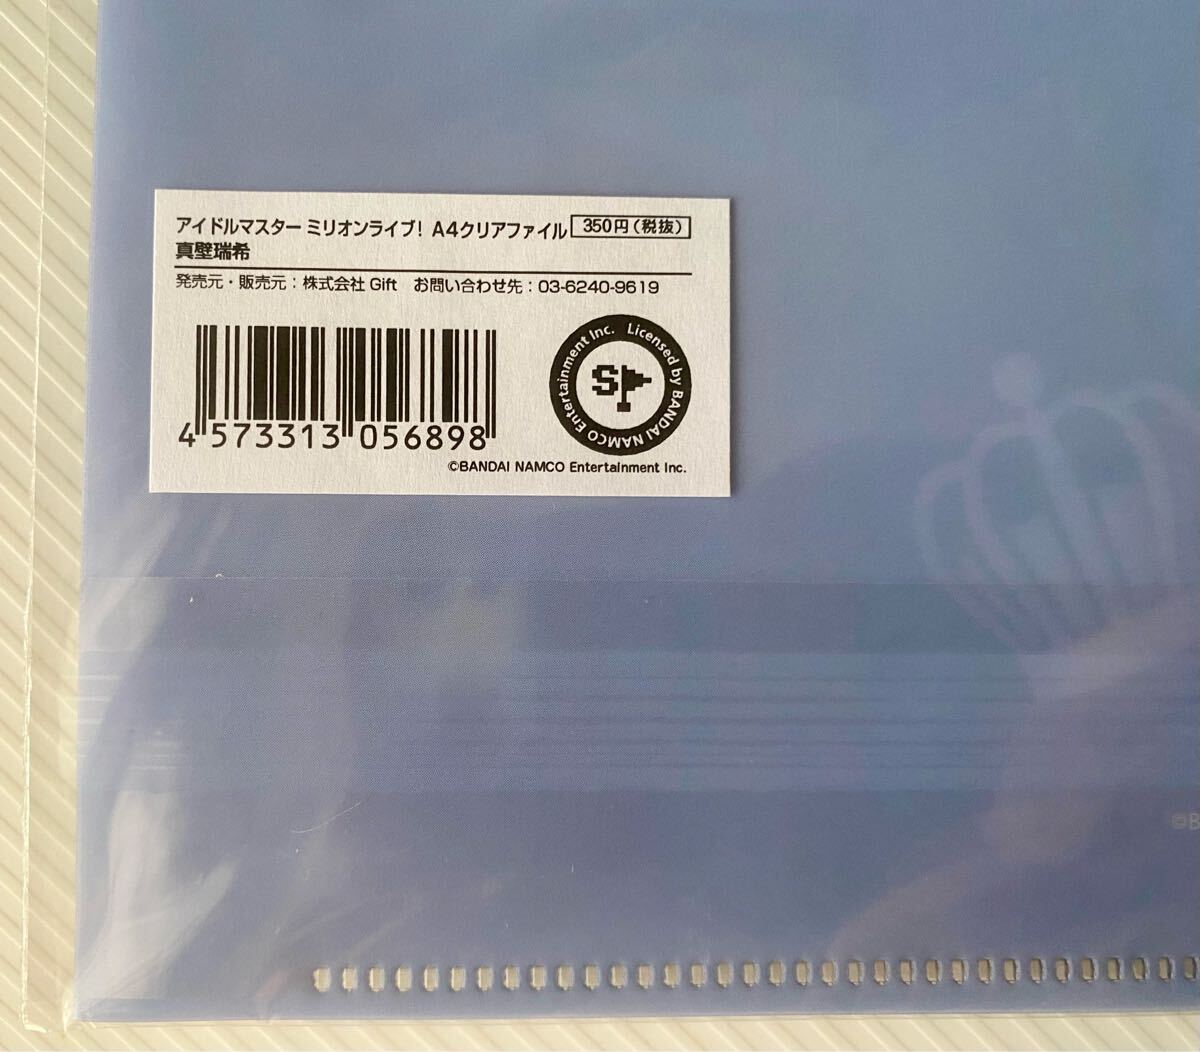 アイドルマスター ミリオンライブ! A4クリアファイル 350円(税抜)
真壁瑞希
発売元・販売元:株式会社 Gift お問い合わせ先:03-6240-9619
4 573313 056898
Licensed by BANDAI NAMCO Entertainment Inc.
©BANDAI NAMCO Entertainment Inc.
©B